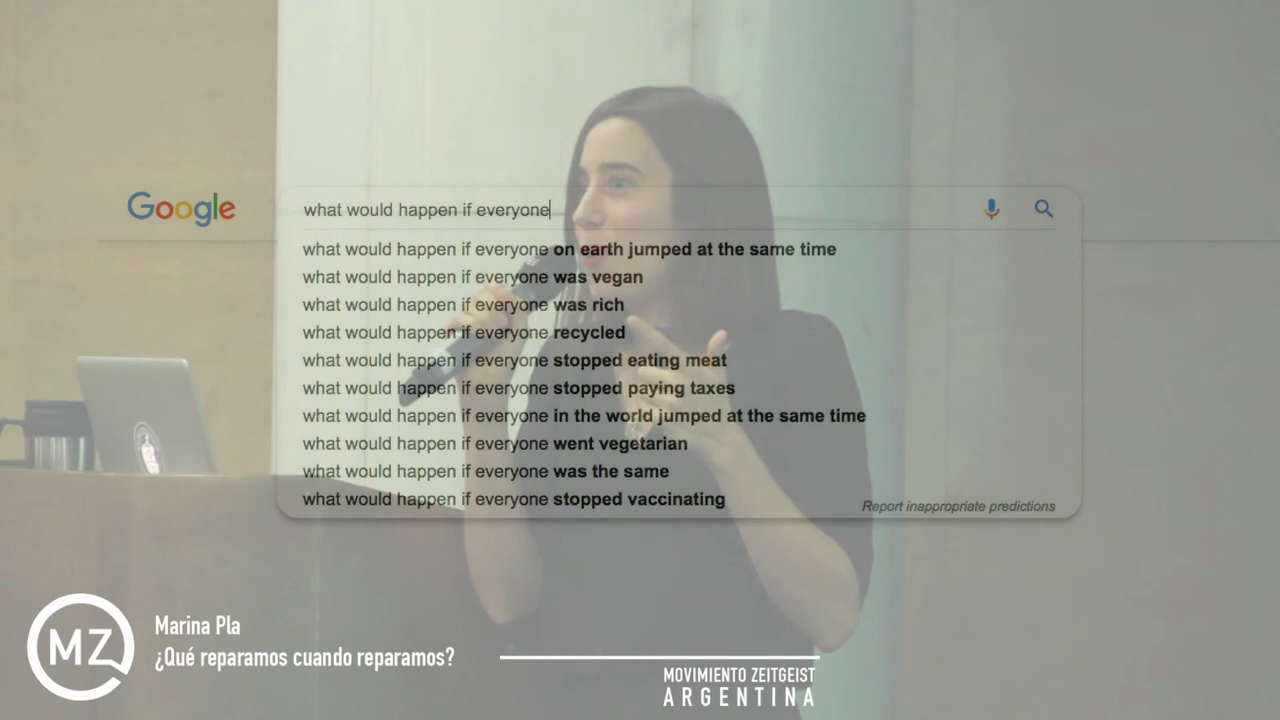 Google
what would happen if everyone
what would happen if everyone on earth jumped at the same time
what would happen if everyone was vegan
what would happen if everyone was rich
what would happen if everyone recycled
what would happen if everyone stopped eating meat
what would happen if everyone stopped paying taxes
what would happen if everyone in the world jumped at the same time
what would happen if everyone went vegetarian
what would happen if everyone was the same
what would happen if everyone stopped vaccinating
Report inappropriate predictions
MZ
Marina Pla
¿Qué reparamos cuando reparamos?
MOVIMIENTO ZEITGEIST
ARGENTINA